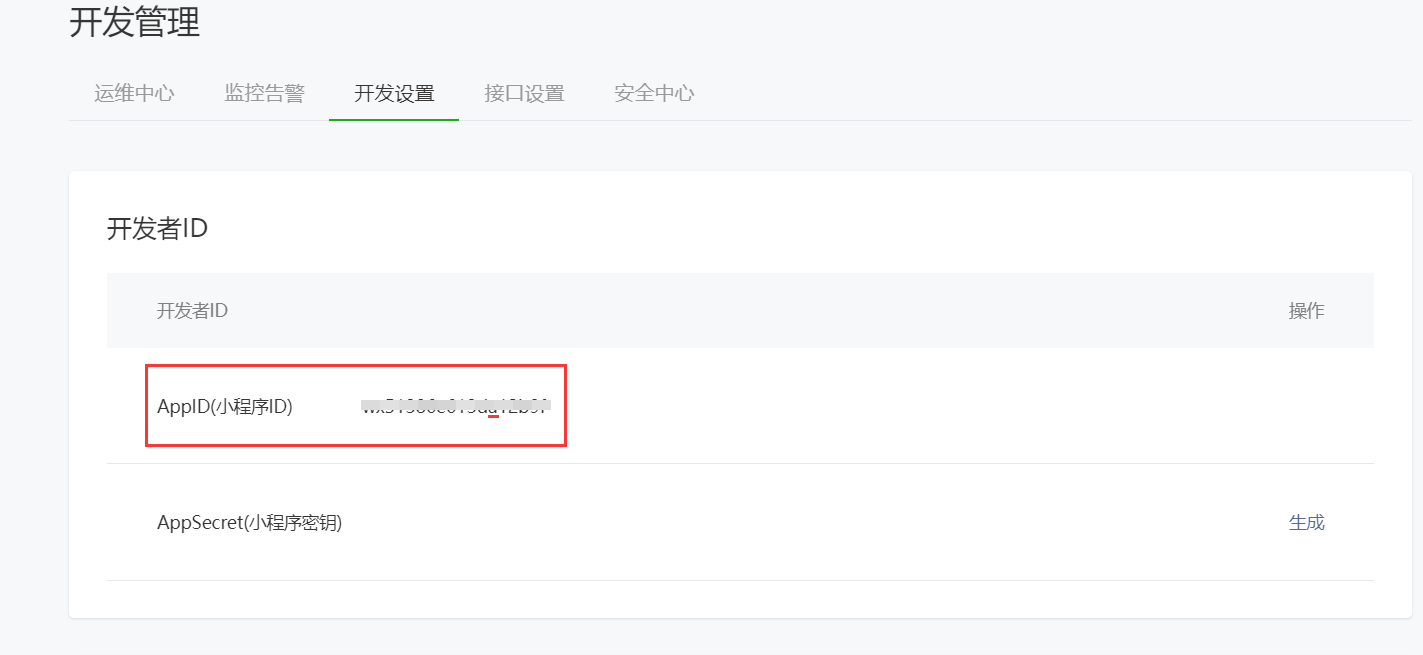 开发管理
运维中心 监控告警 开发设置 接口设置 安全中心
开发者ID
开发者ID 操作
AppID(小程序ID)
AppSecret(小程序密钥) 生成